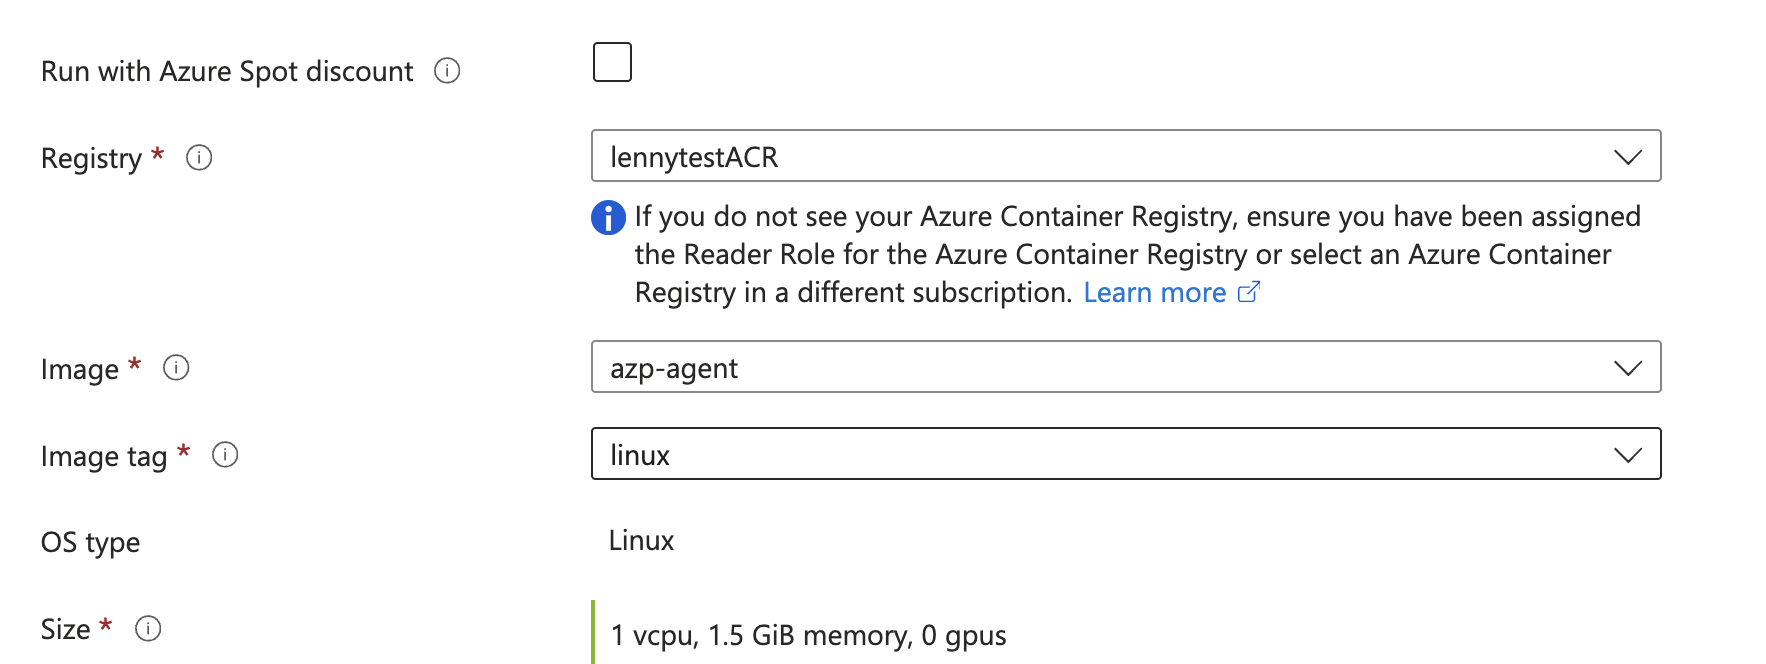 Run with Azure Spot discount
Registry *
lennytestACR
If you do not see your Azure Container Registry, ensure you have been assigned
the Reader Role for the Azure Container Registry or select an Azure Container
Registry in a different subscription. Learn more
Image *
azp-agent
Image tag *
linux
OS type
Linux
Size *
1 vcpu, 1.5 GiB memory, 0 gpus